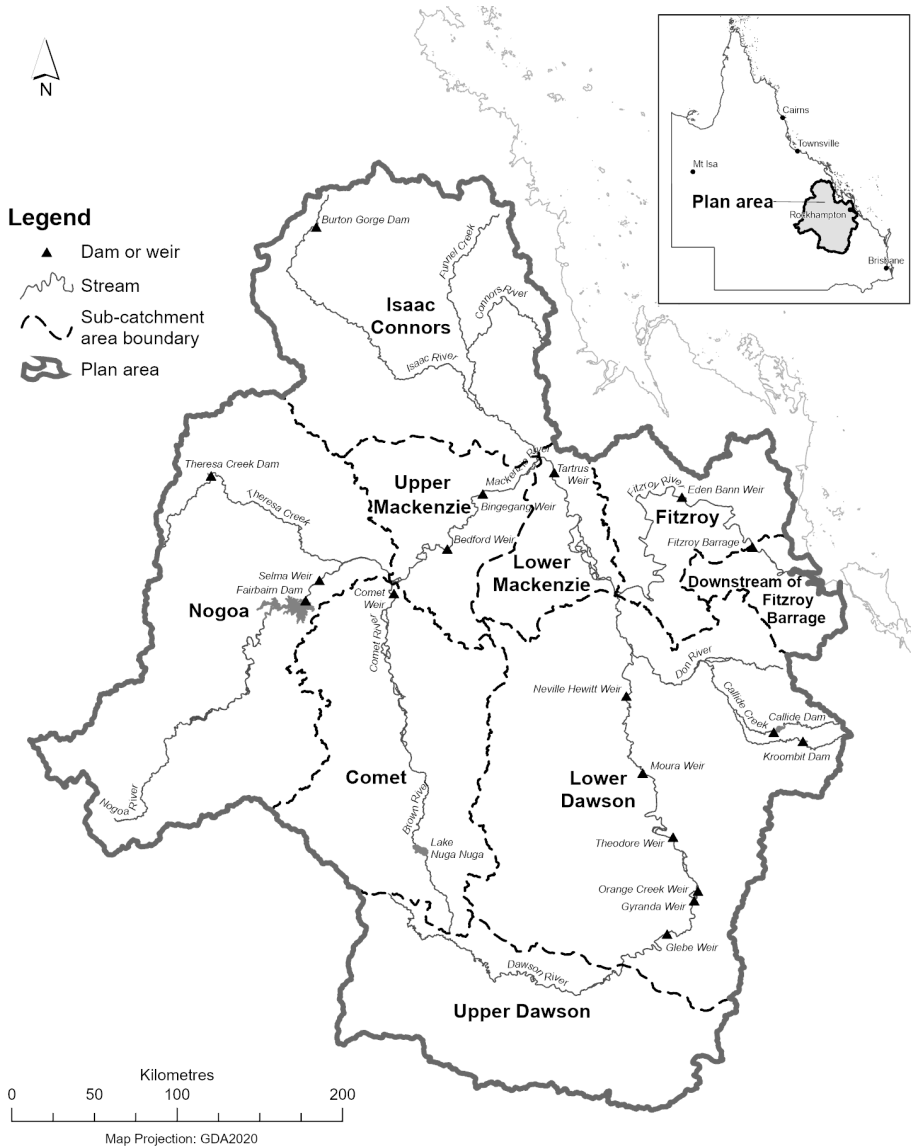 N
Legend
Dam or weir
Stream
Sub-catchment
area boundary
Plan area
Cairns
Townsville
Mt Isa
Plan area
Rockhampton
Brisbane
Burton Gorge Dam
Funnel Creek
Connors River
Isaac
Connors
Isaac River
Theresa Creek Dam
Theresa Creek
Upper
Mackenzie
Mackenzie River
Bingegang Weir
Tartrus
Weir
Fitzroy River
Eden Bann Weir
Fitzroy
Fitzroy Barrage
Bedford Weir
Lower
Mackenzie
Downstream of
Fitzroy
Barrage
Selma Weir
Fairbairn Dam
Nogoa
Comet
Weir
Comet River
Don River
Neville Hewitt Weir
Callide Creek
Callide Dam
Kroombit Dam
Nogoa River
Comet
Moura Weir
Lower
Dawson
Brown River
Theodore Weir
Lake
Nuga Nuga
Orange Creek Weir
Gyranda Weir
Glebe Weir
Dawson River
Upper Dawson
Kilometres
0 50 100 200
Map Projection: GDA2020